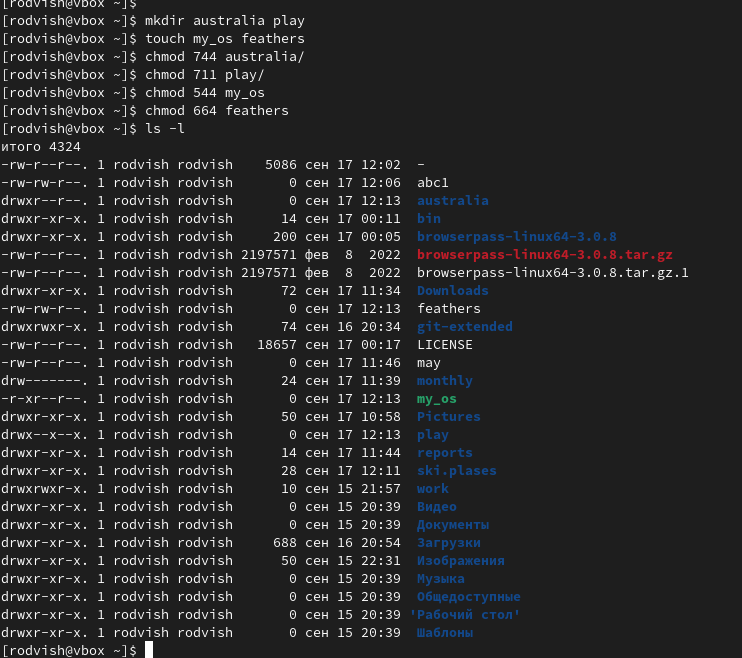 [rodvish@vbox ~]$
[rodvish@vbox ~]$ mkdir australia play
[rodvish@vbox ~]$ touch my_os feathers
[rodvish@vbox ~]$ chmod 744 australia/
[rodvish@vbox ~]$ chmod 711 play/
[rodvish@vbox ~]$ chmod 544 my_os
[rodvish@vbox ~]$ chmod 664 feathers
[rodvish@vbox ~]$ ls -l
итого 4324
-rw-r--r--. 1 rodvish rodvish    5086 сен 17 12:02  -
-rw-rw-r--. 1 rodvish rodvish       0 сен 17 12:06  abc1
drwxr--r--. 1 rodvish rodvish       0 сен 17 12:13  australia
drwxr-xr-x. 1 rodvish rodvish      14 сен 17 00:11  bin
drwxr-xr-x. 1 rodvish rodvish     200 сен 17 00:05  browserpass-linux64-3.0.8
-rw-r--r--. 1 rodvish rodvish 2197571 фев  8  2022  browserpass-linux64-3.0.8.tar.gz
-rw-r--r--. 1 rodvish rodvish 2197571 фев  8  2022  browserpass-linux64-3.0.8.tar.gz.1
drwxr-xr-x. 1 rodvish rodvish      72 сен 17 11:34  Downloads
-rw-rw-r--. 1 rodvish rodvish       0 сен 17 12:13  feathers
drwxrwxr-x. 1 rodvish rodvish      74 сен 16 20:34  git-extended
-rw-r--r--. 1 rodvish rodvish   18657 сен 17 00:17  LICENSE
-rw-r--r--. 1 rodvish rodvish       0 сен 17 11:46  may
drw-------. 1 rodvish rodvish      24 сен 17 11:39  monthly
-r-xr--r--. 1 rodvish rodvish       0 сен 17 12:13  my_os
drwxr-xr-x. 1 rodvish rodvish      50 сен 17 10:58  Pictures
drwx--x--x. 1 rodvish rodvish       0 сен 17 12:13  play
drwxr-xr-x. 1 rodvish rodvish      14 сен 17 11:44  reports
drwxr-xr-x. 1 rodvish rodvish      28 сен 17 12:11  ski.plases
drwxrwxr-x. 1 rodvish rodvish      10 сен 15 21:57  work
drwxr-xr-x. 1 rodvish rodvish       0 сен 15 20:39  Видео
drwxr-xr-x. 1 rodvish rodvish       0 сен 15 20:39  Документы
drwxr-xr-x. 1 rodvish rodvish     688 сен 16 20:54  Загрузки
drwxr-xr-x. 1 rodvish rodvish      50 сен 15 22:31  Изображения
drwxr-xr-x. 1 rodvish rodvish       0 сен 15 20:39  Музыка
drwxr-xr-x. 1 rodvish rodvish       0 сен 15 20:39  Общедоступные
drwxr-xr-x. 1 rodvish rodvish       0 сен 15 20:39 'Рабочий стол'
drwxr-xr-x. 1 rodvish rodvish       0 сен 15 20:39  Шаблоны
[rodvish@vbox ~]$